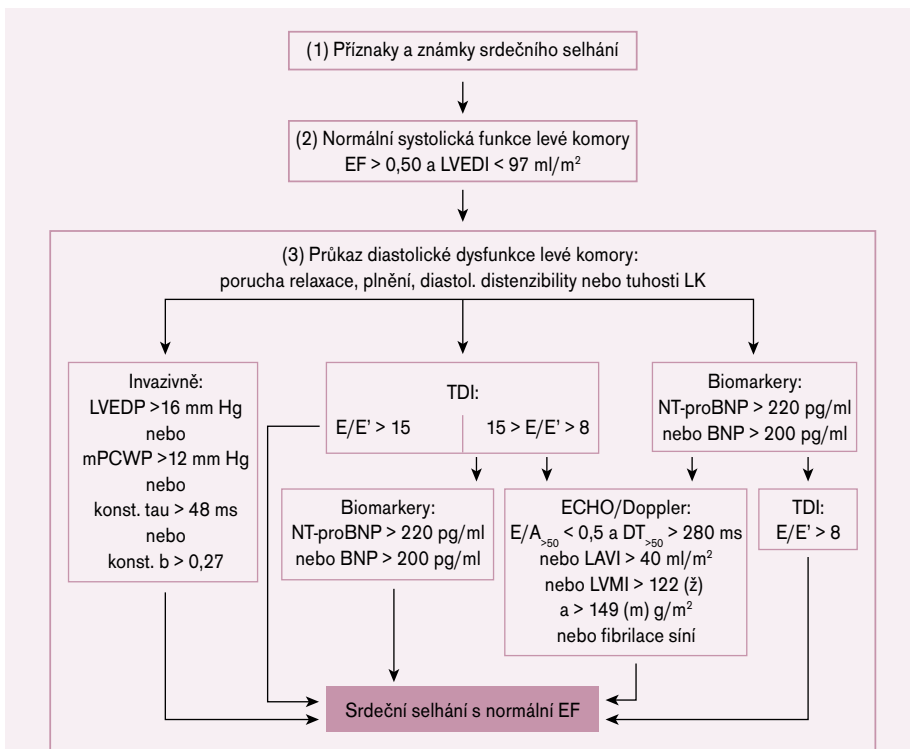 (1) Příznaky a známky srdečního selhání
(2) Normální systolická funkce levé komory
EF > 0,50 a LVEDI < 97 ml/m²
(3) Průkaz diastolické dysfunkce levé komory:
porucha relaxace, plnění, diastol. distenzibility nebo tuhosti LK
Invazivně:
LVEDP >16 mm Hg
nebo
mPCWP >12 mm Hg
nebo
konst. tau > 48 ms
nebo
konst. b > 0,27
TDI:
E/E' > 15
15 > E/E' > 8
Biomarkery:
NT-proBNP > 220 pg/ml
nebo BNP > 200 pg/ml
Biomarkery:
NT-proBNP > 220 pg/ml
nebo BNP > 200 pg/ml
ECHO/Doppler:
E/A>50 < 0,5 a DT>50 > 280 ms
nebo LAVI > 40 ml/m²
nebo LVMI > 122 (ž)
a > 149 (m) g/m²
nebo fibrilace síní
TDI:
E/E' > 8
Srdeční selhání s normální EF